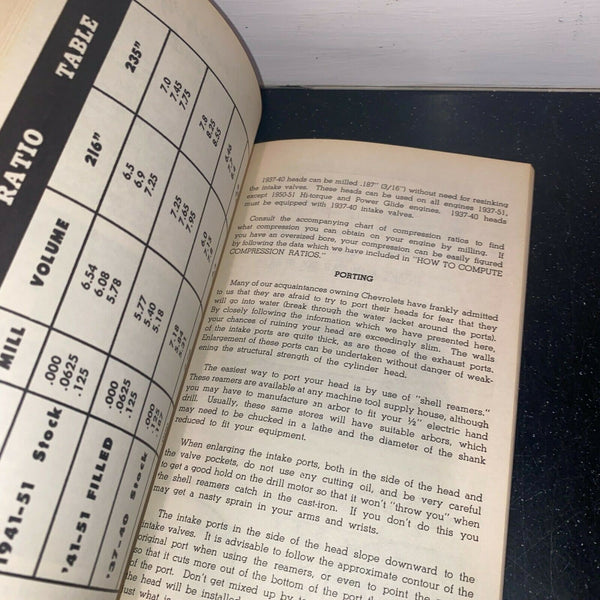 RATIO TABLE
MILL VOLUME 216" 235"
1941-51 Stock .000 6.54 6.5 7.0
.0625 6.08 6.9 7.45
.125 5.78 7.25 7.75
'41-51 FILLED .000 5.77 7.25 7.8
.0625 5.40 7.65 8.25
.125 5.18 7.95 8.55
'37-40 Stock .000
1937-40 heads can be milled .187" (3/16") without need for resinking
the intake valves. These heads can be used on all engines 1937-51,
except 1950-51 Hi-torque and Power Glide engines. 1937-40 heads
must be equipped with 1937-40 intake valves.
Consult the accompanying chart of compression ratios to find
what compression you can obtain on your engine by milling. If
you have an oversized bore, your compression can be easily figured
by following the data which we have included in "HOW TO COMPUTE
COMPRESSION RATIOS."
PORTING
Many of our acquaintances owning Chevrolets have frankly admitted
to us that they are afraid to try to port their heads for fear that they
will go into water (break through the water jacket around the ports).
By closely following the information which we have presented here,
your chances of ruining your head are exceedingly slim. The walls
of the intake ports are quite thick, as are those of the exhaust ports.
Enlargement of these ports can be undertaken without danger of weak-
ening the structural strength of the cylinder head.
The easiest way to port your head is by use of "shell reamers."
These reamers are available at any machine tool supply house, although
you may have to manufacture an arbor to fit your ½" electric hand
drill. Usually, these same stores will have suitable arbors, which
may need to be chucked in a lathe and the diameter of the shank
reduced to fit your equipment.
When enlarging the intake ports, both in the side of the head and
the valve pockets, do not use any cutting oil, and be very careful
to get a good hold on the drill motor so that it won't "throw you" when
the shell reamers catch in the cast-iron. If you don't do this you
may get a nasty sprain in your arms and wrists.
The intake ports in the side of the head slope downward to the
intake valves. It is advisable to follow the approximate contour of the
original port when using the reamers, or even to point the
so that it cuts more out of the bottom of the port
of the port. Don't get mixed up by
the head will be installed
just what is